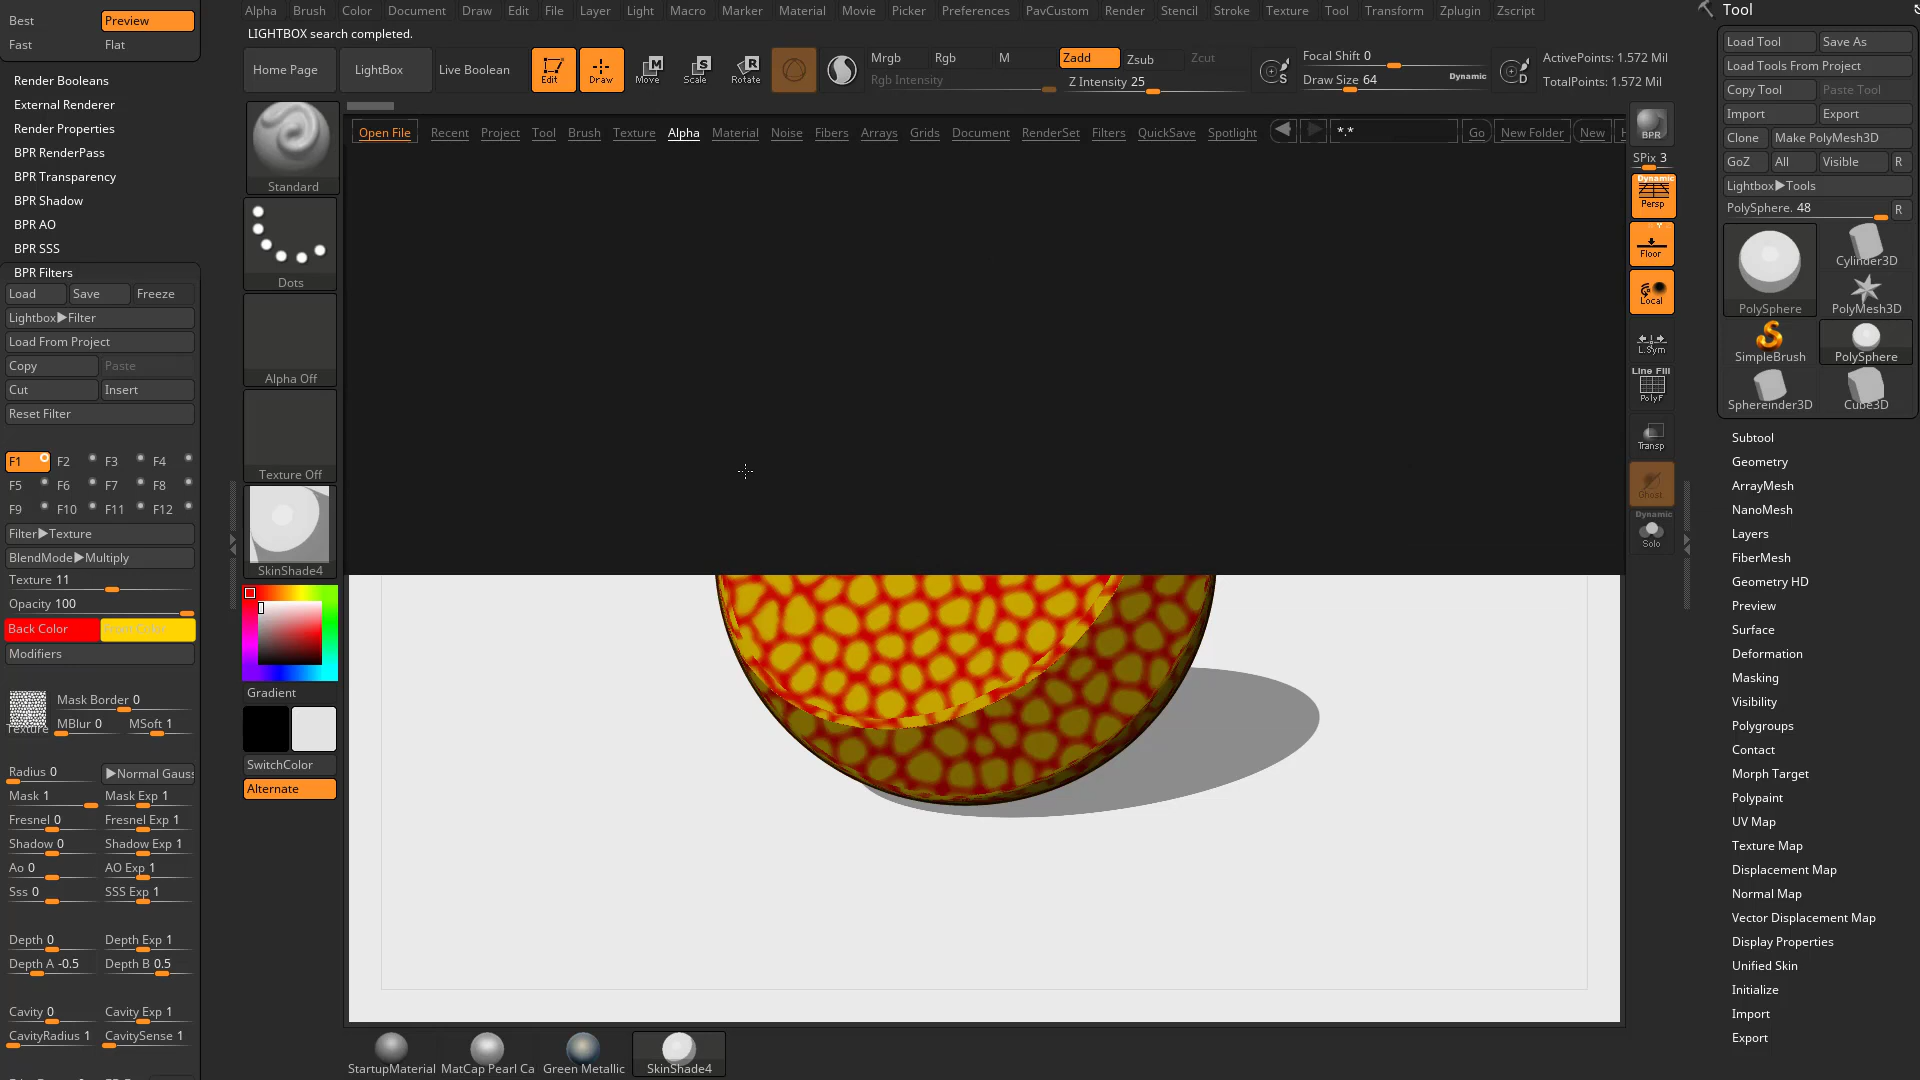 Alpha Brush Color Document Draw Edit File Layer Light Macro Marker Material Movie Picker Preferences PavCustom Render Stencil Stroke Texture Tool Transform Zplugin Zscript
LIGHTBOX search completed.
Home Page LightBox Live Boolean Edit Draw Move Scale Rotate
Mrgb Rgb M Zadd Zsub Zcut
Rgb Intensity Z Intensity 25
Focal Shift 0
Draw Size 64 Dynamic
ActivePoints: 1.572 Mil
TotalPoints: 1.572 Mil
Open File Recent Project Tool Brush Texture Alpha Material Noise Fibers Arrays Grids Document RenderSet Filters QuickSave Spotlight *.* Go New Folder New
Best Preview
Fast Flat
Render Booleans
External Renderer
Render Properties
BPR RenderPass
BPR Transparency
BPR Shadow
BPR AO
BPR SSS
BPR Filters
Load Save Freeze
Lightbox▶Filter
Load From Project
Copy Paste
Cut Insert
Reset Filter
F1 F2 F3 F4
F5 F6 F7 F8
F9 F10 F11 F12
Filter▶Texture
BlendMode▶Multiply
Texture 11
Opacity 100
Back Color
Modifiers
Texture
Mask Border 0
MBlur 0 MSoft 1
Radius 0 ▶Normal Gauss
Mask 1 Mask Exp 1
Fresnel 0 Fresnel Exp 1
Shadow 0 Shadow Exp 1
Ao 0 AO Exp 1
Sss 0 SSS Exp 1
Depth 0 Depth Exp 1
Depth A -0.5 Depth B 0.5
Cavity 0 Cavity Exp 1
CavityRadius 1 CavitySense 1
Standard
Dots
Alpha Off
Texture Off
SkinShade4
Gradient
SwitchColor
Alternate
StartupMaterial MatCap Pearl Ca Green Metallic SkinShade4
BPR
SPix 3
Dynamic
Persp
Floor
Local
L.Sym
Line Fill
PolyF
Transp
Ghost
Dynamic
Solo
Tool
Load Tool Save As
Load Tools From Project
Copy Tool Paste Tool
Import Export
Clone Make PolyMesh3D
GoZ All Visible R
Lightbox▶Tools
PolySphere. 48 R
PolySphere
Cylinder3D
PolyMesh3D
SimpleBrush PolySphere
Sphereinder3D Cube3D
Subtool
Geometry
ArrayMesh
NanoMesh
Layers
FiberMesh
Geometry HD
Preview
Surface
Deformation
Masking
Visibility
Polygroups
Contact
Morph Target
Polypaint
UV Map
Texture Map
Displacement Map
Normal Map
Vector Displacement Map
Display Properties
Unified Skin
Initialize
Import
Export